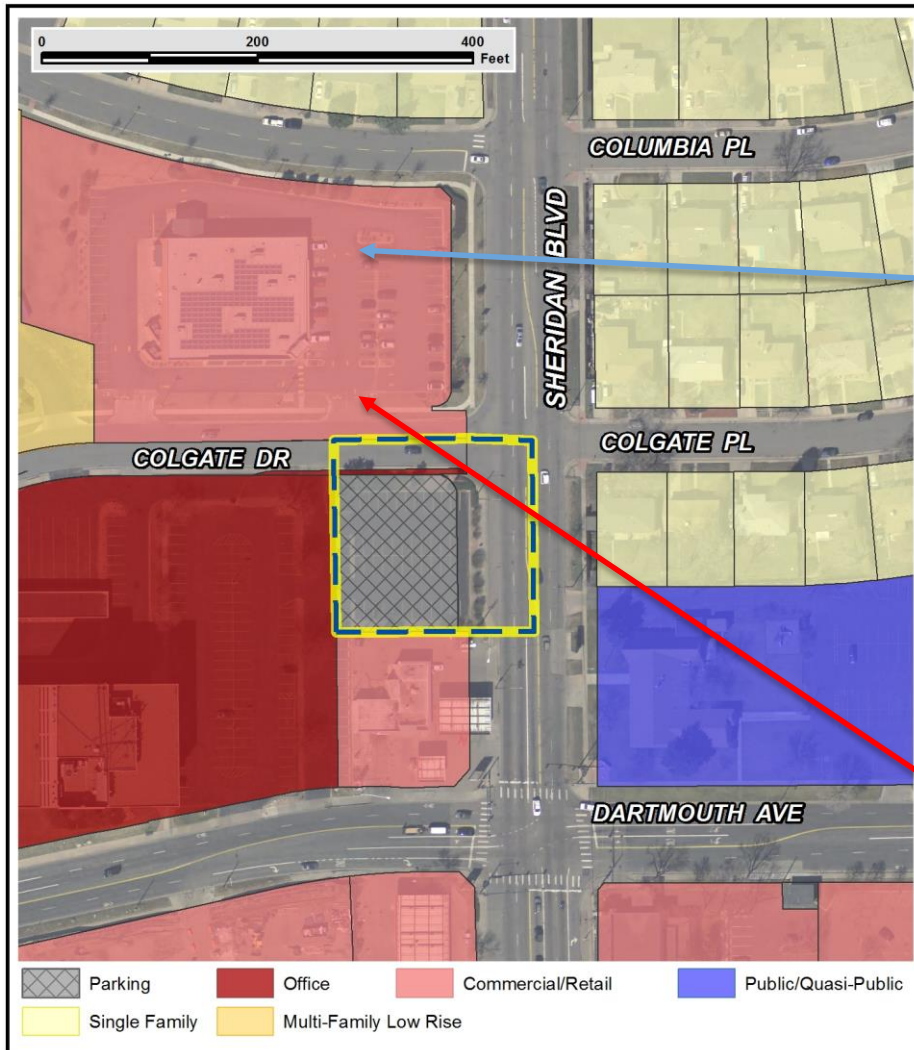 0 200 400
Feet
COLUMBIA PL
SHERIDAN BLVD
COLGATE DR
COLGATE PL
DARTMOUTH AVE
Parking Office Commercial/Retail Public/Quasi-Public
Single Family Multi-Family Low Rise